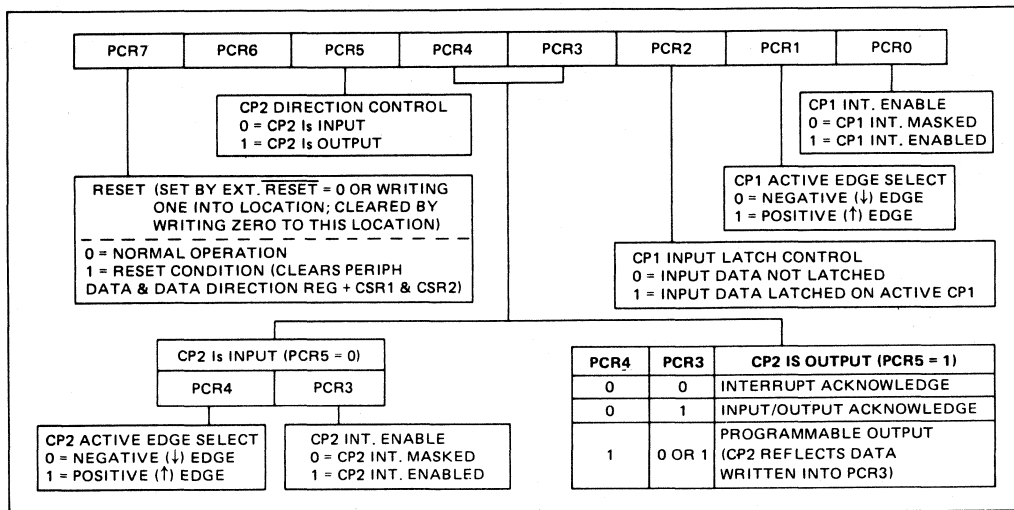 PCR7 PCR6 PCR5 PCR4 PCR3 PCR2 PCR1 PCR0
CP2 DIRECTION CONTROL
0 = CP2 Is INPUT
1 = CP2 Is OUTPUT
CP1 INT. ENABLE
0 = CP1 INT. MASKED
1 = CP1 INT. ENABLED
RESET (SET BY EXT. RESET = 0 OR WRITING
ONE INTO LOCATION; CLEARED BY
WRITING ZERO TO THIS LOCATION)
0 = NORMAL OPERATION
1 = RESET CONDITION (CLEARS PERIPH
DATA & DATA DIRECTION REG + CSR1 & CSR2)
CP1 ACTIVE EDGE SELECT
0 = NEGATIVE (↓) EDGE
1 = POSITIVE (↑) EDGE
CP1 INPUT LATCH CONTROL
0 = INPUT DATA NOT LATCHED
1 = INPUT DATA LATCHED ON ACTIVE CP1
CP2 Is INPUT (PCR5 = 0)
PCR4 PCR3
CP2 ACTIVE EDGE SELECT
0 = NEGATIVE (↓) EDGE
1 = POSITIVE (↑) EDGE
CP2 INT. ENABLE
0 = CP2 INT. MASKED
1 = CP2 INT. ENABLED
PCR4 PCR3 CP2 IS OUTPUT (PCR5 = 1)
0 0 INTERRUPT ACKNOWLEDGE
0 1 INPUT/OUTPUT ACKNOWLEDGE
1 0 OR 1 PROGRAMMABLE OUTPUT
(CP2 REFLECTS DATA
WRITTEN INTO PCR3)